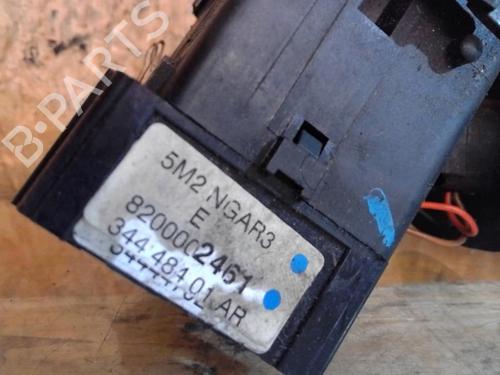 B-PARTS
5M2 NGAR3
E
8200002461
344 484 01 AR